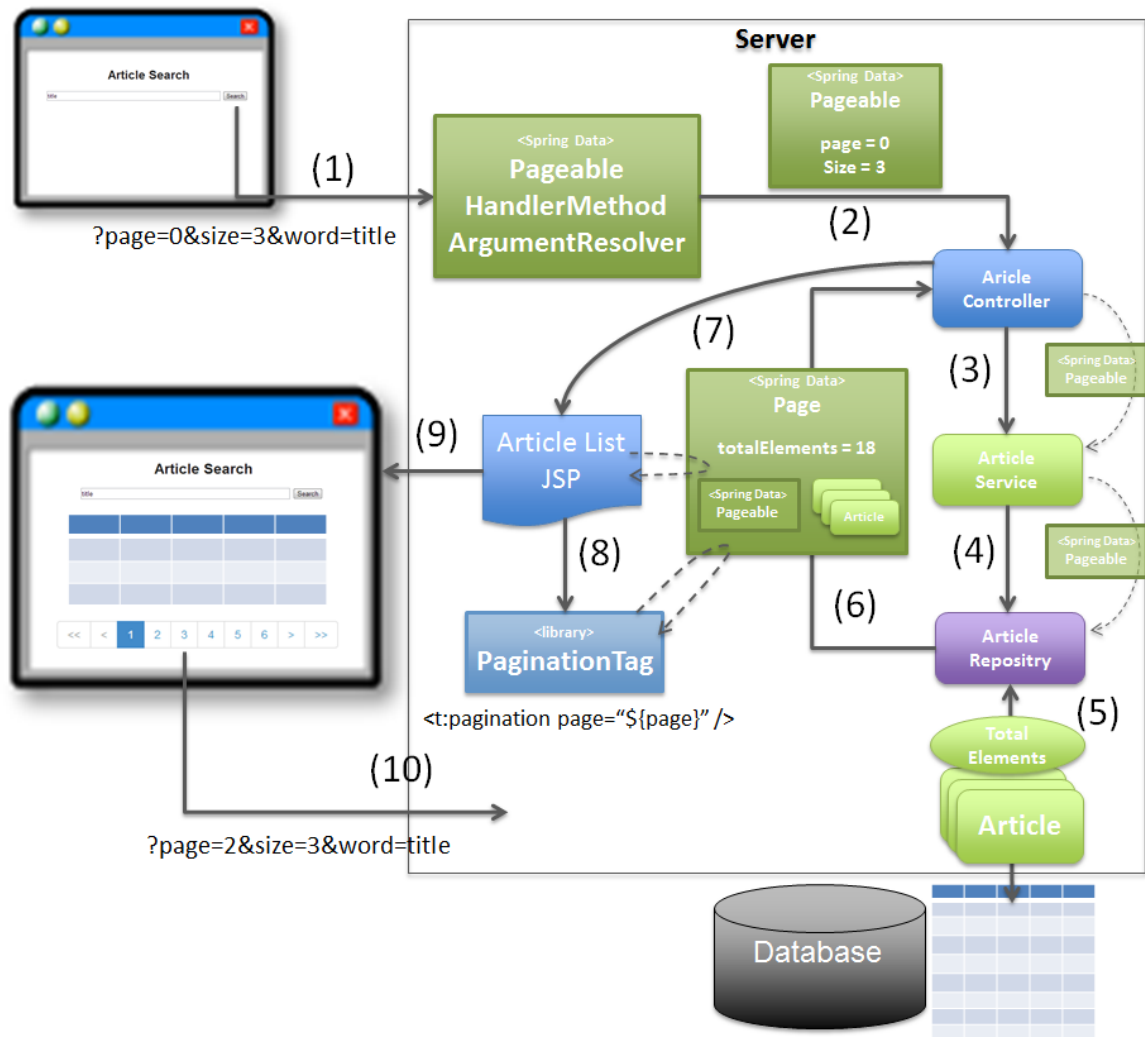 Server
Article Search
title
Search
(1)
?page=0&size=3&word=title
<Spring Data>
Pageable
HandlerMethod
ArgumentResolver
<Spring Data>
Pageable
page = 0
Size = 3
(2)
Aricle
Controller
(3)
<Spring Data>
Pageable
Article
Service
(4)
<Spring Data>
Pageable
Article
Repositry
(5)
Total
Elements
Article
Database
(6)
<Spring Data>
Page
totalElements = 18
<Spring Data>
Pageable
Article
(7)
Article List
JSP
(8)
<library>
PaginationTag
<t:pagination page=“${page}” />
(9)
Article Search
title
Search
<< < 1 2 3 4 5 6 > >>
(10)
?page=2&size=3&word=title